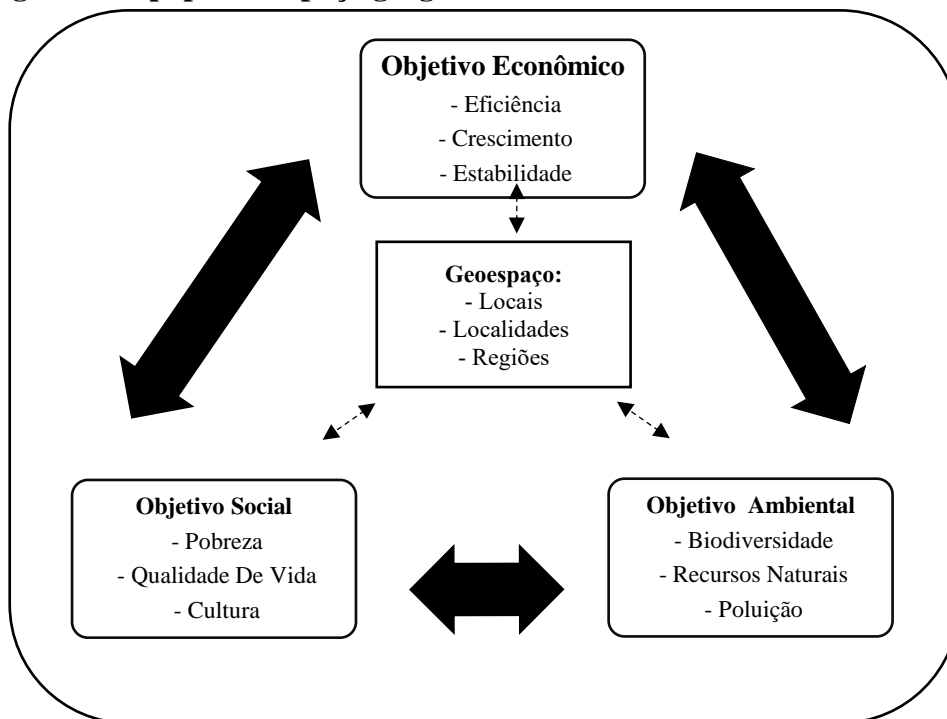 Objetivo Econômico
- Eficiência
- Crescimento
- Estabilidade
Geoespaço:
- Locais
- Localidades
- Regiões
Objetivo Social
- Pobreza
- Qualidade De Vida
- Cultura
Objetivo Ambiental
- Biodiversidade
- Recursos Naturais
- Poluição